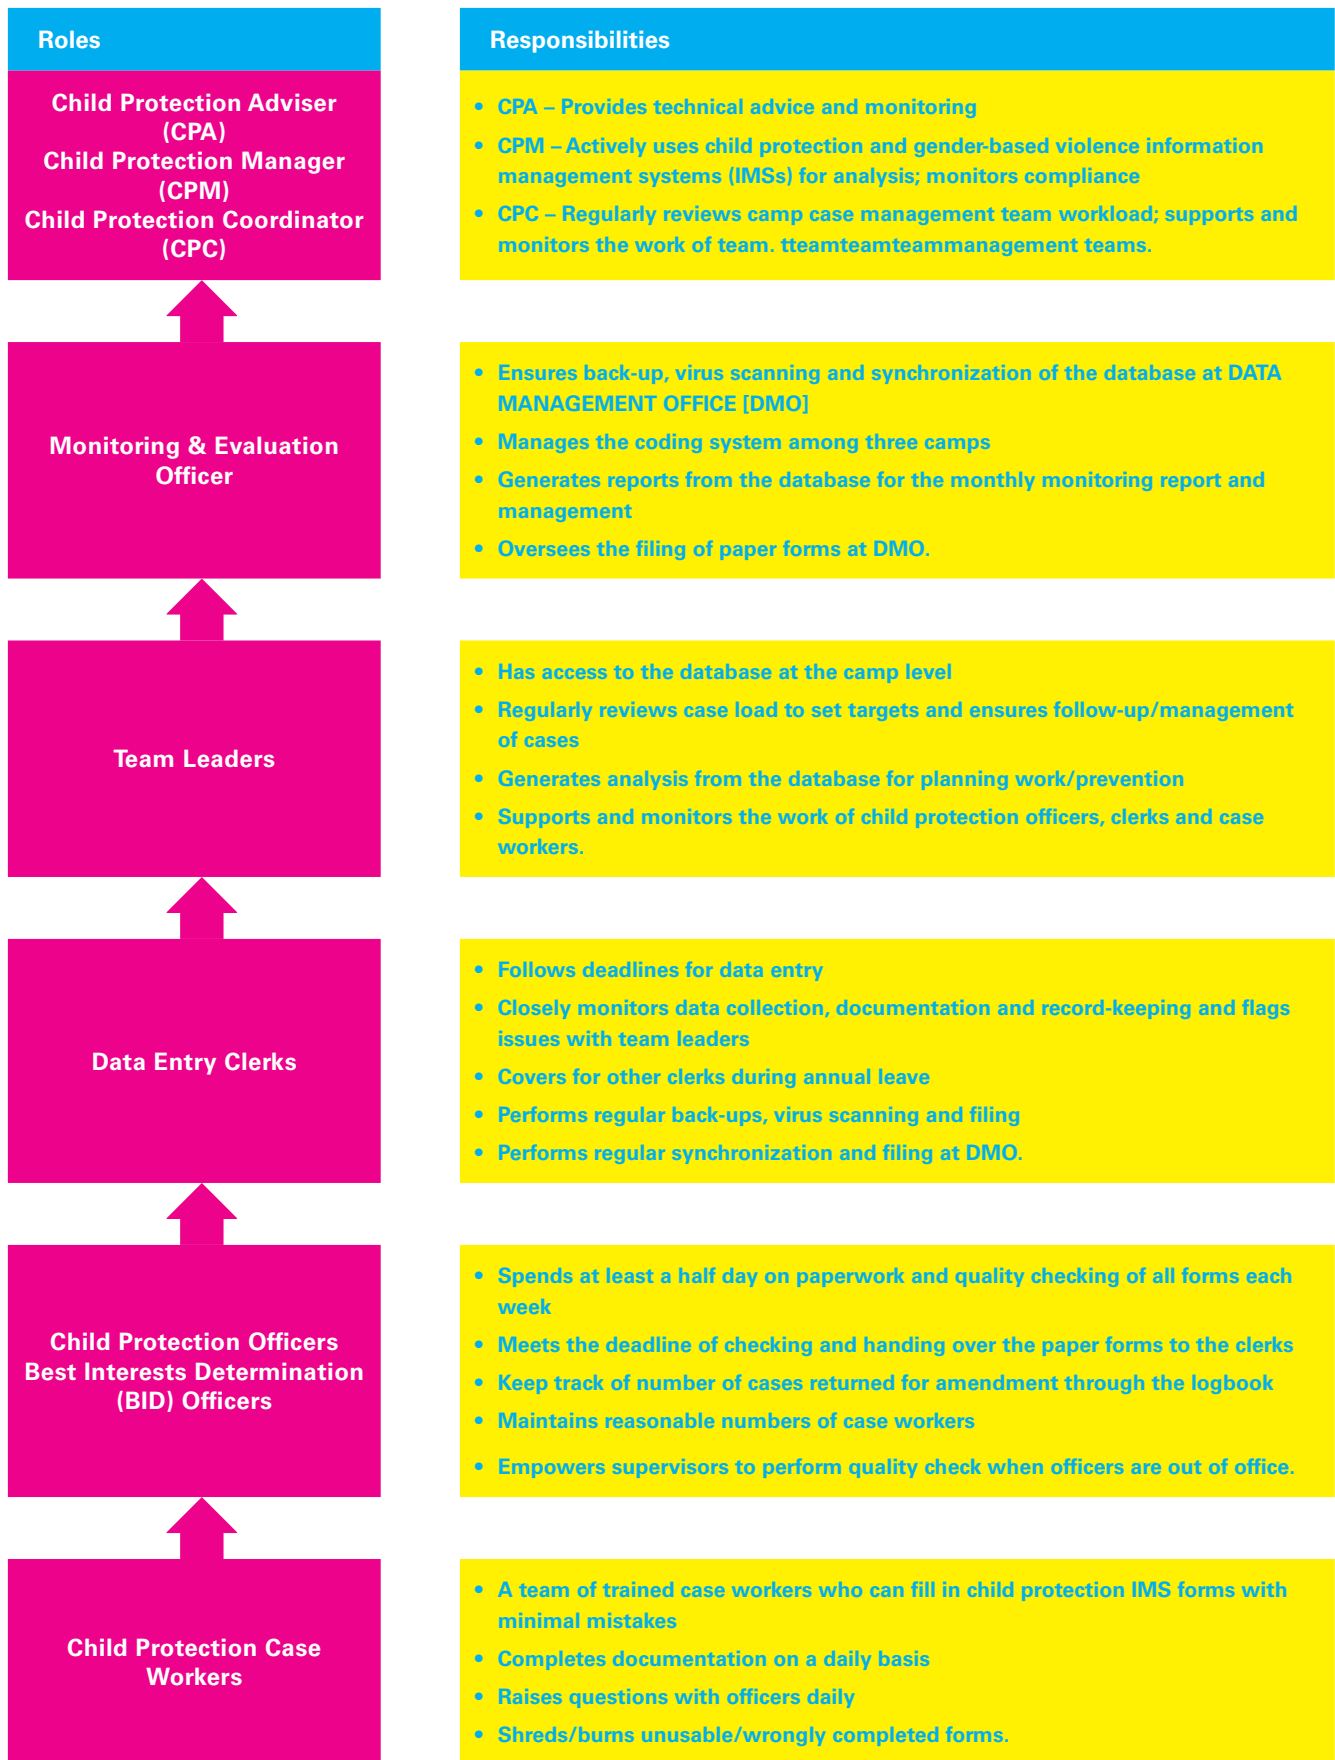 Roles
Responsibilities
Child Protection Adviser
(CPA)
Child Protection Manager
(CPM)
Child Protection Coordinator
(CPC)
• CPA – Provides technical advice and monitoring
• CPM – Actively uses child protection and gender-based violence information
management systems (IMSs) for analysis; monitors compliance
• CPC – Regularly reviews camp case management team workload; supports and
monitors the work of team. tteamteamteammanagement teams.
Monitoring & Evaluation
Officer
• Ensures back-up, virus scanning and synchronization of the database at DATA
MANAGEMENT OFFICE [DMO]
• Manages the coding system among three camps
• Generates reports from the database for the monthly monitoring report and
management
• Oversees the filing of paper forms at DMO.
Team Leaders
• Has access to the database at the camp level
• Regularly reviews case load to set targets and ensures follow-up/management
of cases
• Generates analysis from the database for planning work/prevention
• Supports and monitors the work of child protection officers, clerks and case
workers.
Data Entry Clerks
• Follows deadlines for data entry
• Closely monitors data collection, documentation and record-keeping and flags
issues with team leaders
• Covers for other clerks during annual leave
• Performs regular back-ups, virus scanning and filing
• Performs regular synchronization and filing at DMO.
Child Protection Officers
Best Interests Determination
(BID) Officers
• Spends at least a half day on paperwork and quality checking of all forms each
week
• Meets the deadline of checking and handing over the paper forms to the clerks
• Keep track of number of cases returned for amendment through the logbook
• Maintains reasonable numbers of case workers
• Empowers supervisors to perform quality check when officers are out of office.
Child Protection Case
Workers
• A team of trained case workers who can fill in child protection IMS forms with
minimal mistakes
• Completes documentation on a daily basis
• Raises questions with officers daily
• Shreds/burns unusable/wrongly completed forms.